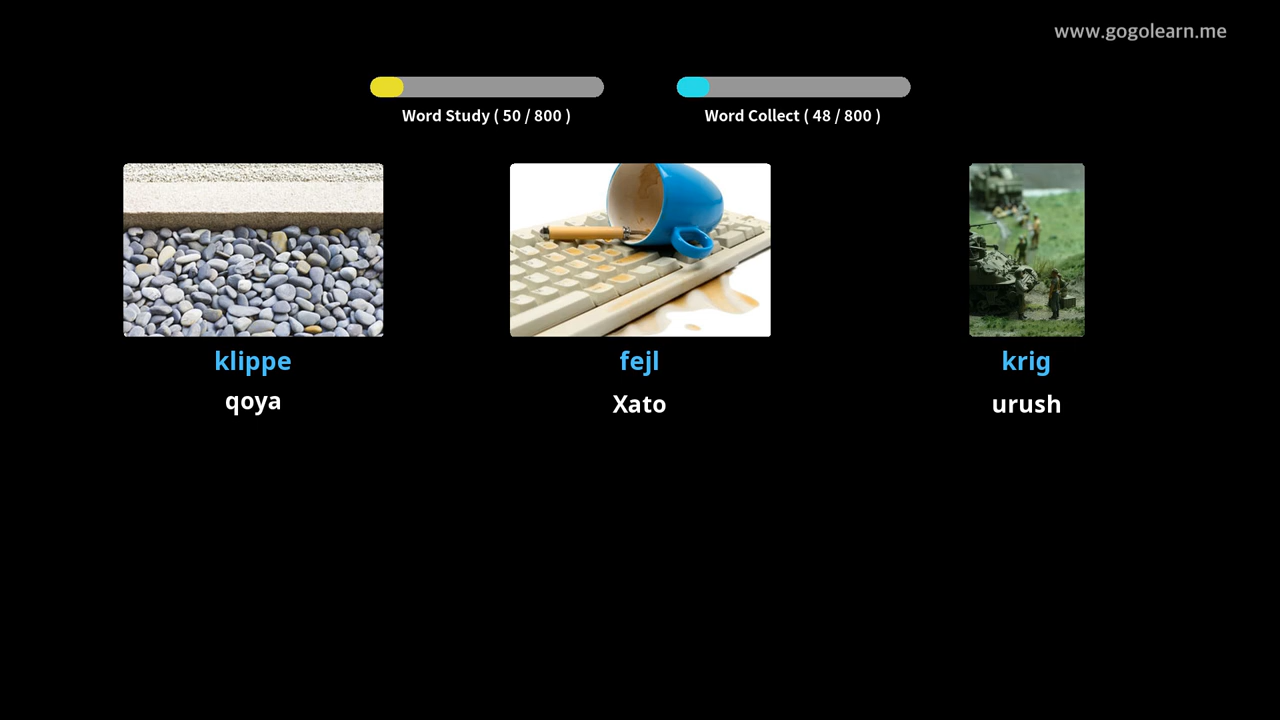 www.gogolearn.me
Word Study ( 50 / 800 )
Word Collect ( 48 / 800 )
klippe
fejl
krig
qoya
Xato
urush